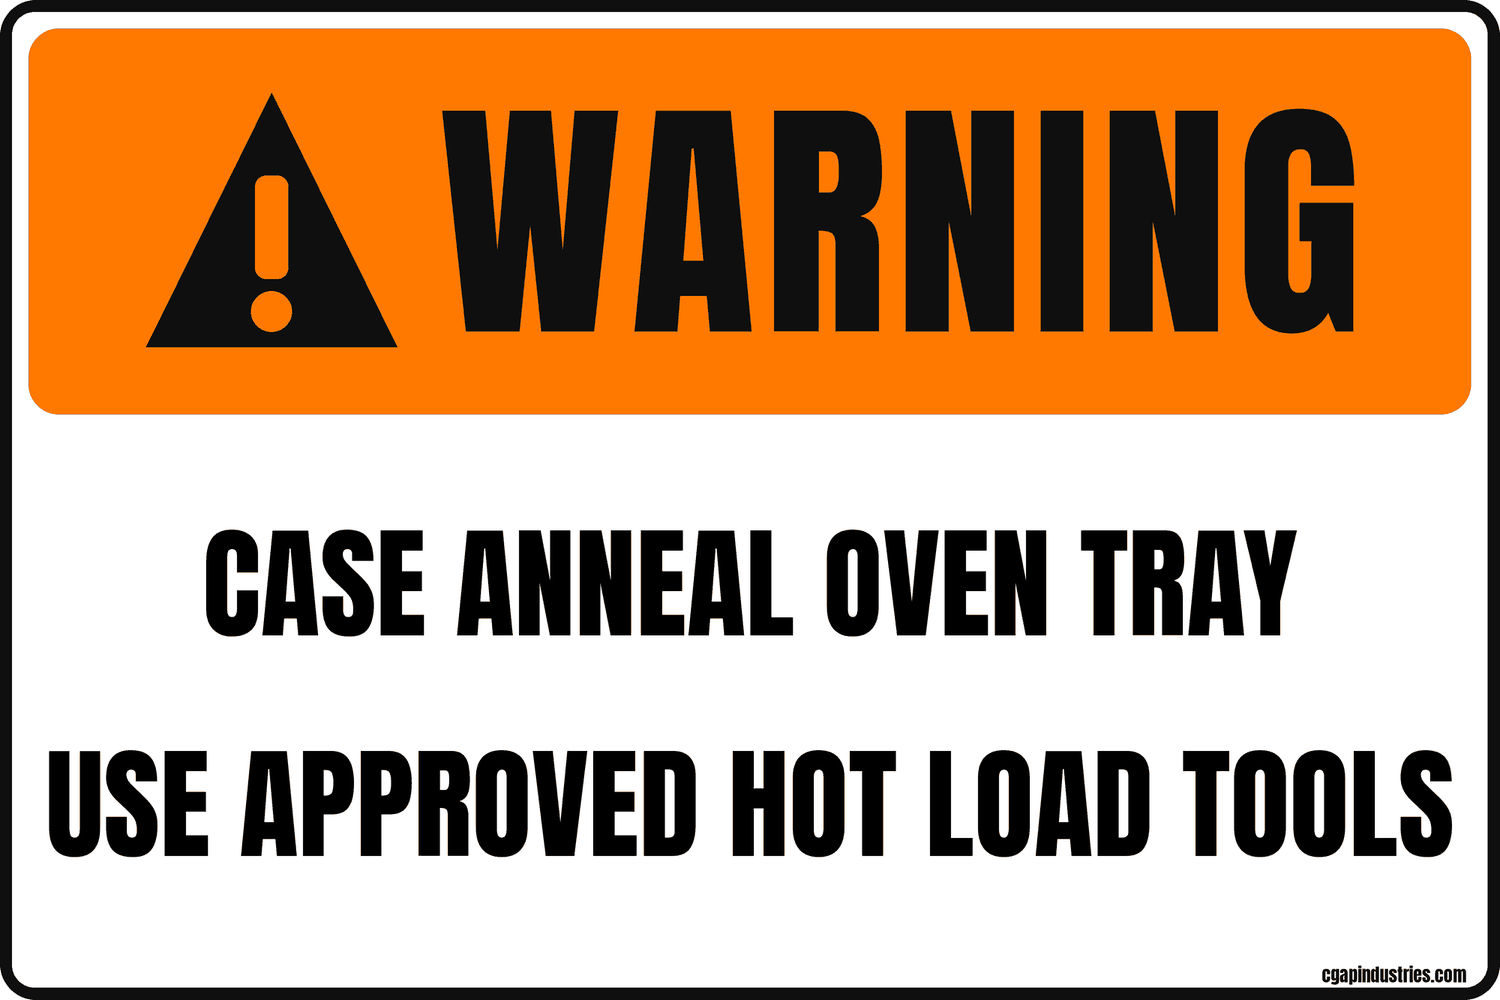 WARNING
CASE ANNEAL OVEN TRAY
USE APPROVED HOT LOAD TOOLS
cgapindustries.com